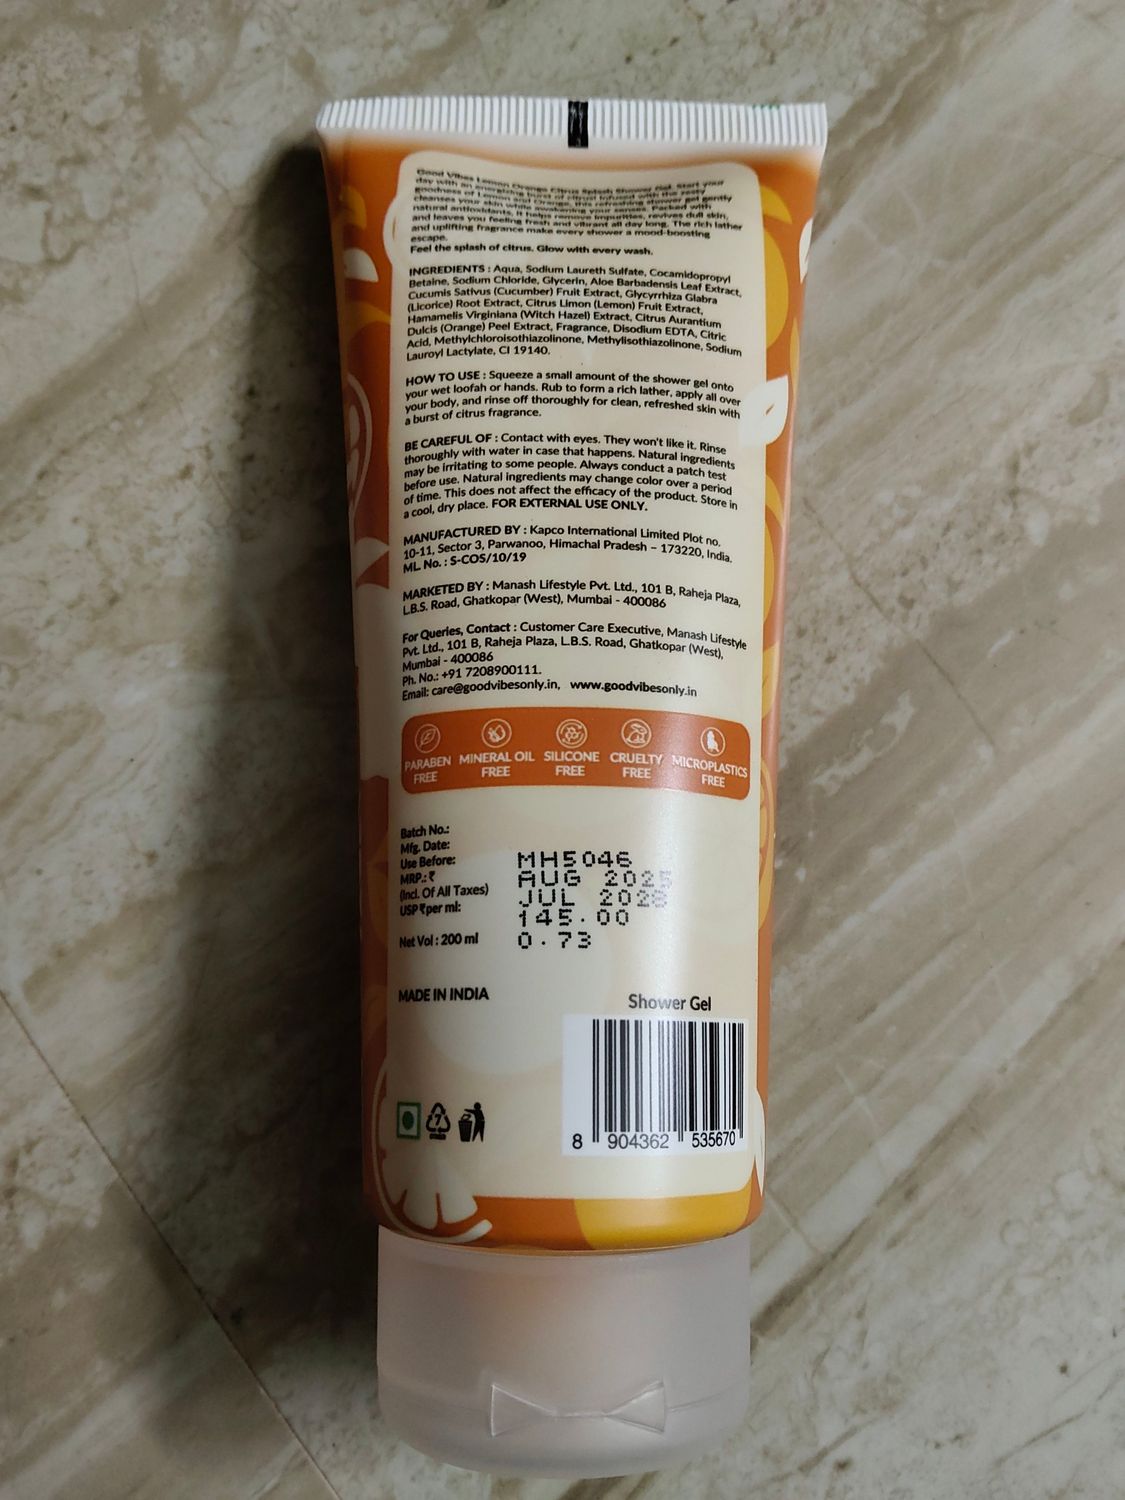 Good Vibes Lemon Orange Citrus Splash Shower Gel. Start your
day with an energizing burst of citrus! Infused with the zesty
goodness of Lemon and Orange, this refreshing shower gel gently
cleanses your skin while awakening your senses. Packed with
natural antioxidants, it helps remove impurities, revives dull skin,
and leaves you feeling fresh and vibrant all day long. The rich lather
and uplifting fragrance make every shower a mood-boosting
escape.
Feel the splash of citrus. Glow with every wash.
INGREDIENTS : Aqua, Sodium Laureth Sulfate, Cocamidopropyl
Betaine, Sodium Chloride, Glycerin, Aloe Barbadensis Leaf Extract,
Cucumis Sativus (Cucumber) Fruit Extract, Glycyrrhiza Glabra
(Licorice) Root Extract, Citrus Limon (Lemon) Fruit Extract,
Hamamelis Virginiana (Witch Hazel) Extract, Citrus Aurantium
Dulcis (Orange) Peel Extract, Fragrance, Disodium EDTA, Citric
Acid, Methylchloroisothiazolinone, Methylisothiazolinone, Sodium
Lauroyl Lactylate, CI 19140.
HOW TO USE : Squeeze a small amount of the shower gel onto
your wet loofah or hands. Rub to form a rich lather, apply all over
your body, and rinse off thoroughly for clean, refreshed skin with
a burst of citrus fragrance.
BE CAREFUL OF : Contact with eyes. They won't like it. Rinse
thoroughly with water in case that happens. Natural ingredients
may be irritating to some people. Always conduct a patch test
before use. Natural ingredients may change color over a period
of time. This does not affect the efficacy of the product. Store in
a cool, dry place. FOR EXTERNAL USE ONLY.
MANUFACTURED BY : Kapco International Limited Plot no.
10-11, Sector 3, Parwanoo, Himachal Pradesh – 173220, India.
ML. No. : S-COS/10/19
MARKETED BY : Manash Lifestyle Pvt. Ltd., 101 B, Raheja Plaza,
L.B.S. Road, Ghatkopar (West), Mumbai - 400086
For Queries, Contact : Customer Care Executive, Manash Lifestyle
Pvt. Ltd., 101 B, Raheja Plaza, L.B.S. Road, Ghatkopar (West),
Mumbai - 400086
Ph. No.: +91 7208900111.
Email: care@goodvibesonly.in, www.goodvibesonly.in
PARABEN FREE
MINERAL OIL FREE
SILICONE FREE
CRUELTY FREE
MICROPLASTICS FREE
Batch No.:
Mfg. Date:
Use Before:
MRP.: ₹
(Incl. Of All Taxes)
USP ₹ per ml:
MH5046
AUG 2025
JUL 2028
145.00
0.73
Net Vol : 200 ml
MADE IN INDIA
Shower Gel
7
8 904362 535670